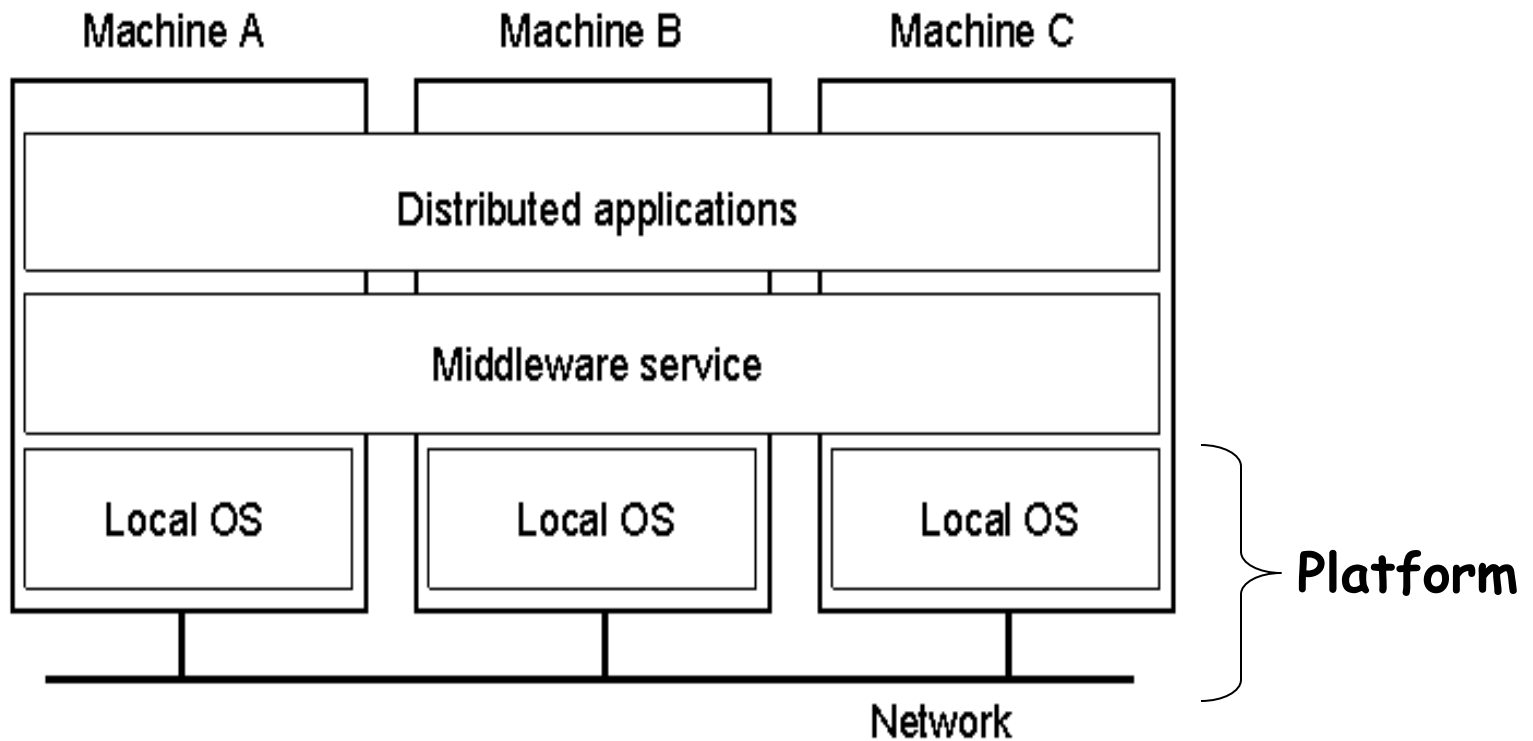 Machine A
Machine B
Machine C
Distributed applications
Middleware service
Local OS
Local OS
Local OS
Platform
Network